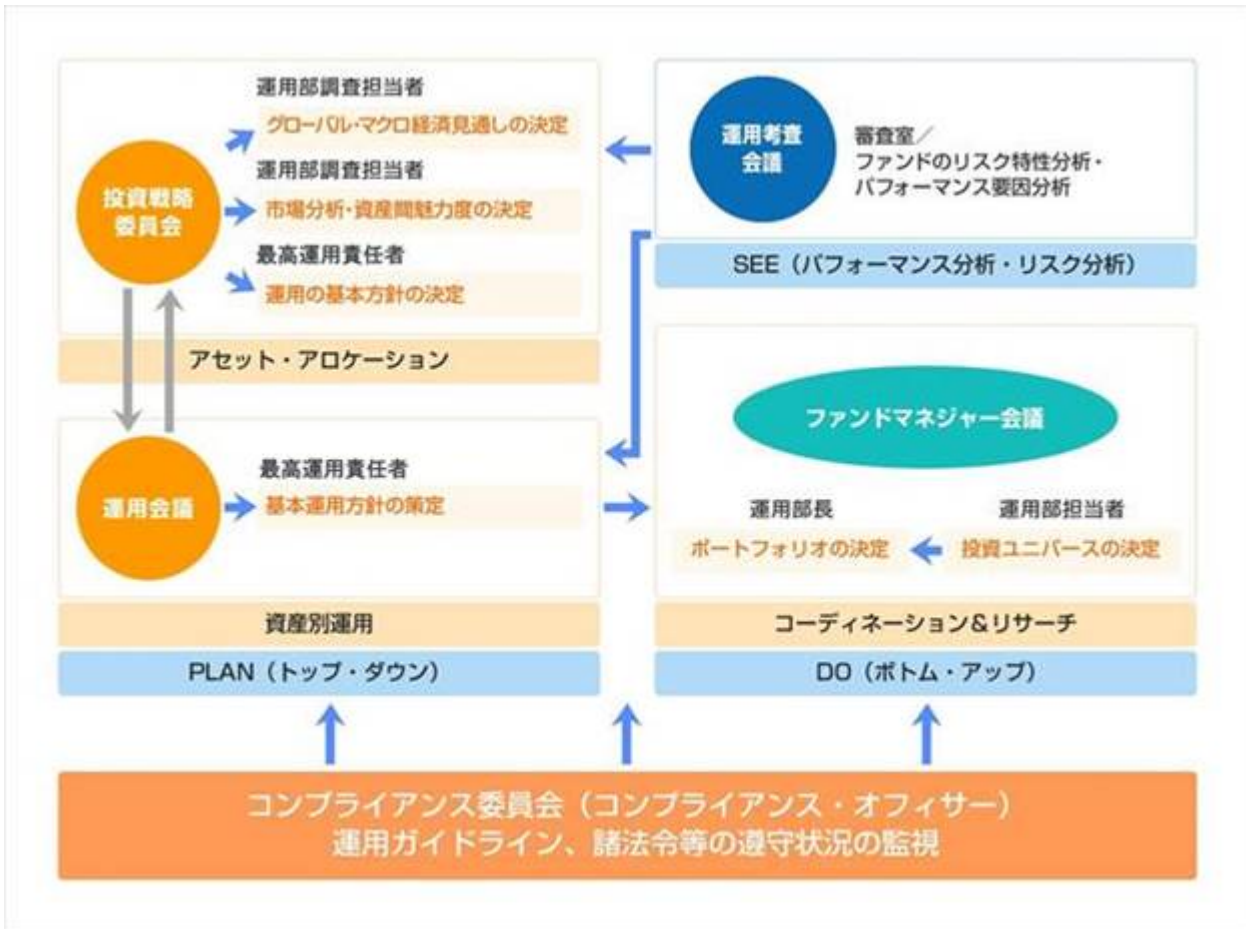 運用部調査担当者
グローバル・マクロ経済見通しの決定
投資戦略
委員会
運用部調査担当者
市場分析・資産間魅力度の決定
最高運用責任者
運用の基本方針の決定
アセット・アロケーション
運用考査
会議
審査室／
ファンドのリスク特性分析・
パフォーマンス要因分析
SEE（パフォーマンス分析・リスク分析）
運用会議
最高運用責任者
基本運用方針の策定
資産別運用
PLAN（トップ・ダウン）
ファンドマネジャー会議
運用部長
ポートフォリオの決定
運用部担当者
投資ユニバースの決定
コーディネーション＆リサーチ
DO（ボトム・アップ）
コンプライアンス委員会（コンプライアンス・オフィサー）
運用ガイドライン、諸法令等の遵守状況の監視